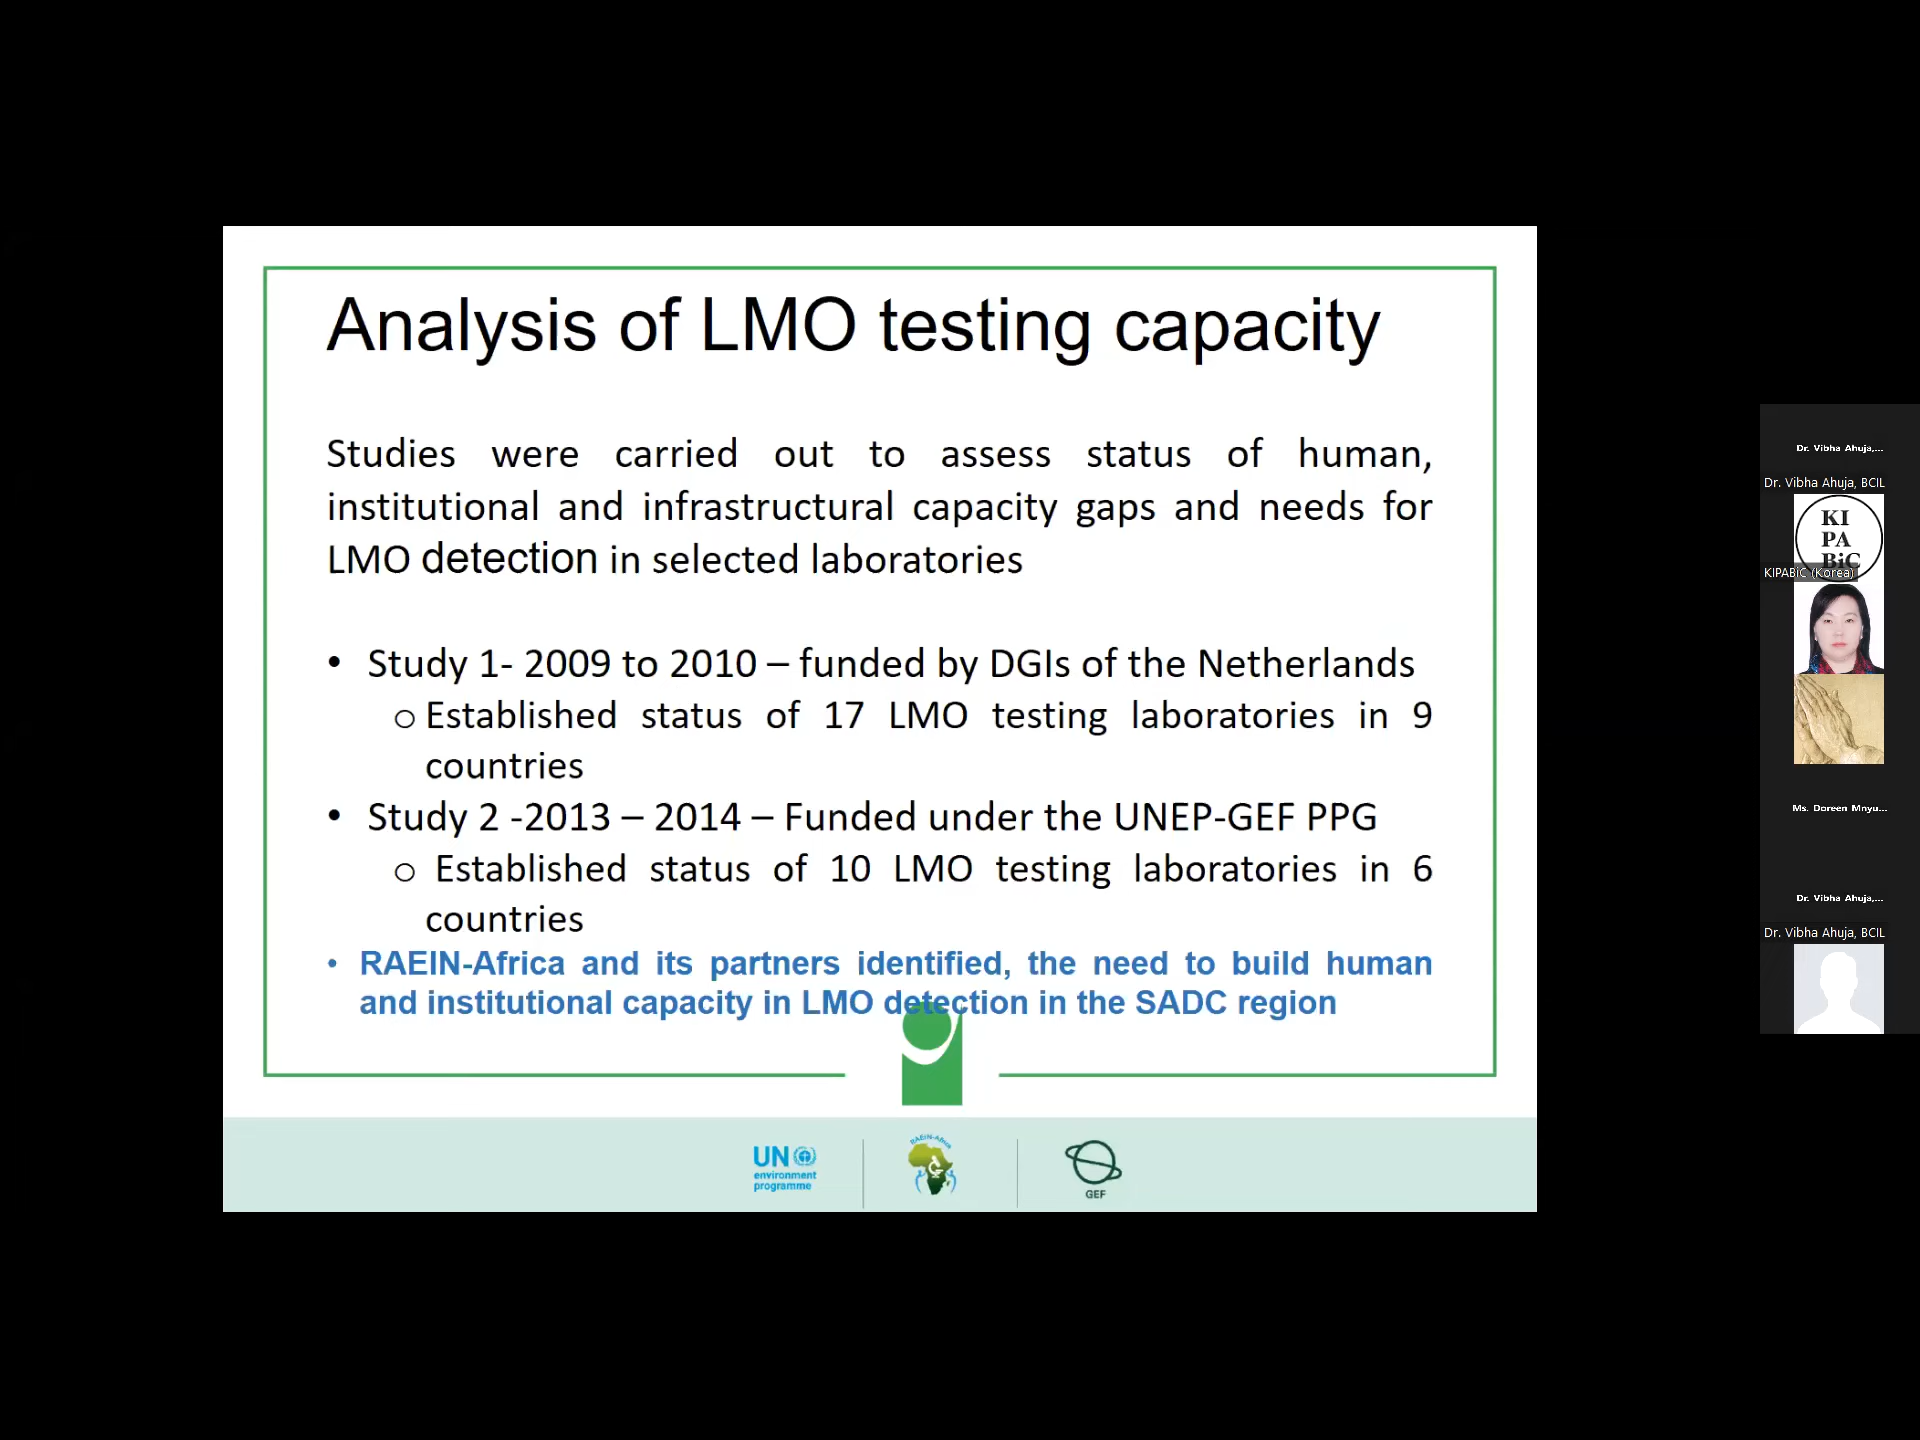 Analysis of LMO testing capacity
Studies were carried out to assess status of human,
institutional and infrastructural capacity gaps and needs for
LMO detection in selected laboratories
• Study 1- 2009 to 2010 – funded by DGIs of the Netherlands
o Established status of 17 LMO testing laboratories in 9
countries
• Study 2 -2013 – 2014 – Funded under the UNEP-GEF PPG
o Established status of 10 LMO testing laboratories in 6
countries
• RAEIN-Africa and its partners identified, the need to build human
and institutional capacity in LMO detection in the SADC region
UN
environment
programme
RAEIN-Africa
GEF
Dr. Vibha Ahuja,...
Dr. Vibha Ahuja, BCIL
KI
PA
BiC
KIPABiC (Korea)
Ms. Doreen Mnyu...
Dr. Vibha Ahuja,...
Dr. Vibha Ahuja, BCIL